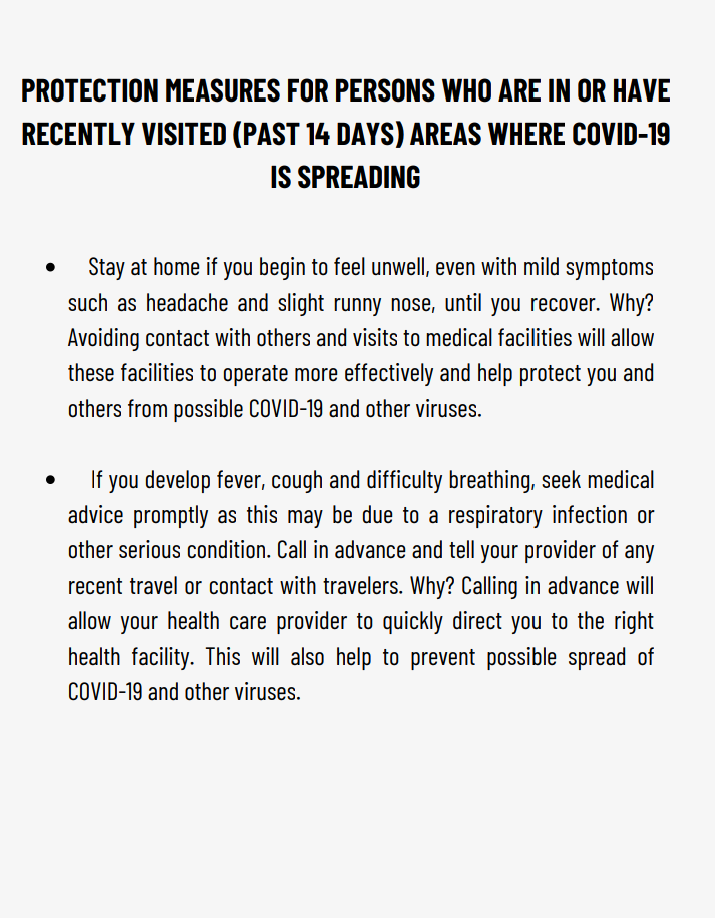 PROTECTION MEASURES FOR PERSONS WHO ARE IN OR HAVE
RECENTLY VISITED (PAST 14 DAYS) AREAS WHERE COVID-19
IS SPREADING
• Stay at home if you begin to feel unwell, even with mild symptoms
such as headache and slight runny nose, until you recover. Why?
Avoiding contact with others and visits to medical facilities will allow
these facilities to operate more effectively and help protect you and
others from possible COVID-19 and other viruses.
• If you develop fever, cough and difficulty breathing, seek medical
advice promptly as this may be due to a respiratory infection or
other serious condition. Call in advance and tell your provider of any
recent travel or contact with travelers. Why? Calling in advance will
allow your health care provider to quickly direct you to the right
health facility. This will also help to prevent possible spread of
COVID-19 and other viruses.